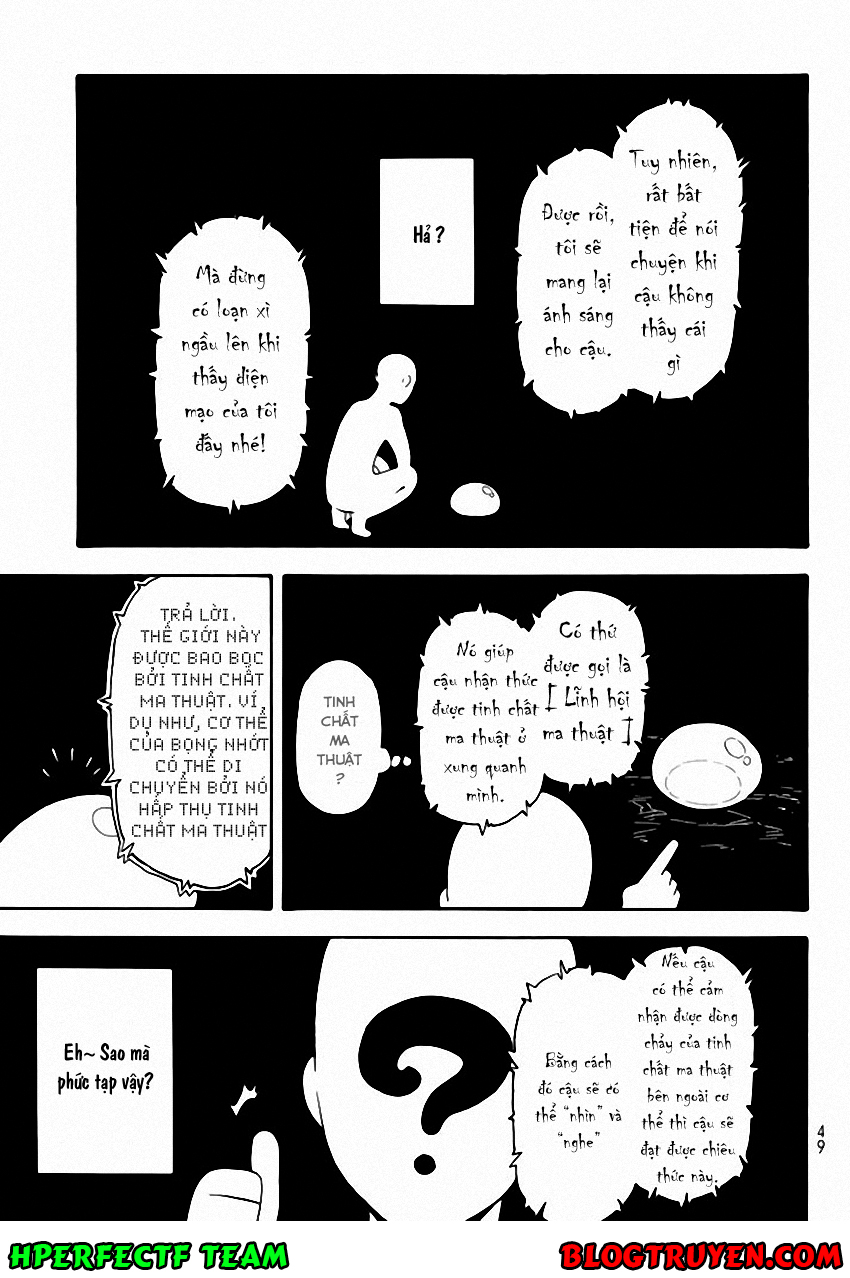 Tuy nhiên,
rất bất
tiện để nói
chuyện khi
cậu không
thấy cái
gì
Được rồi,
tôi sẽ
mang lại
ánh sáng
cho cậu.
Hả ?
Mà đừng
có loạn xì
ngầu lên khi
thấy diện
mạo của tôi
đấy nhé!
Có thứ
được gọi là
[ Lĩnh hội
ma thuật ]
Nó giúp
cậu nhận thức
được tinh chất
ma thuật ở
xung quanh
mình.
TINH
CHẤT
MA
THUẬT
?
TRẢ LỜI.
THẾ GIỚI NÀY
ĐƯỢC BAO BỌC
BỞI TINH CHẤT
MA THUẬT. VÍ
DỤ NHƯ, CƠ THỂ
CỦA BỌNG NHỚT
CÓ THỂ DI
CHUYỂN BỞI NÓ
HẤP THỤ TINH
CHẤT MA THUẬT
Nếu cậu
có thể cảm
nhận được dòng
chảy của tinh
chất ma thuật
bên ngoài cơ
thể thì cậu sẽ
đạt được chiêu
thức này.
Bằng cách
đó cậu sẽ có
thể “nhìn” và
“nghe”
Eh~ Sao mà
phức tạp vậy?
49
HPERFECTF TEAM
BLOGTRUYEN.COM